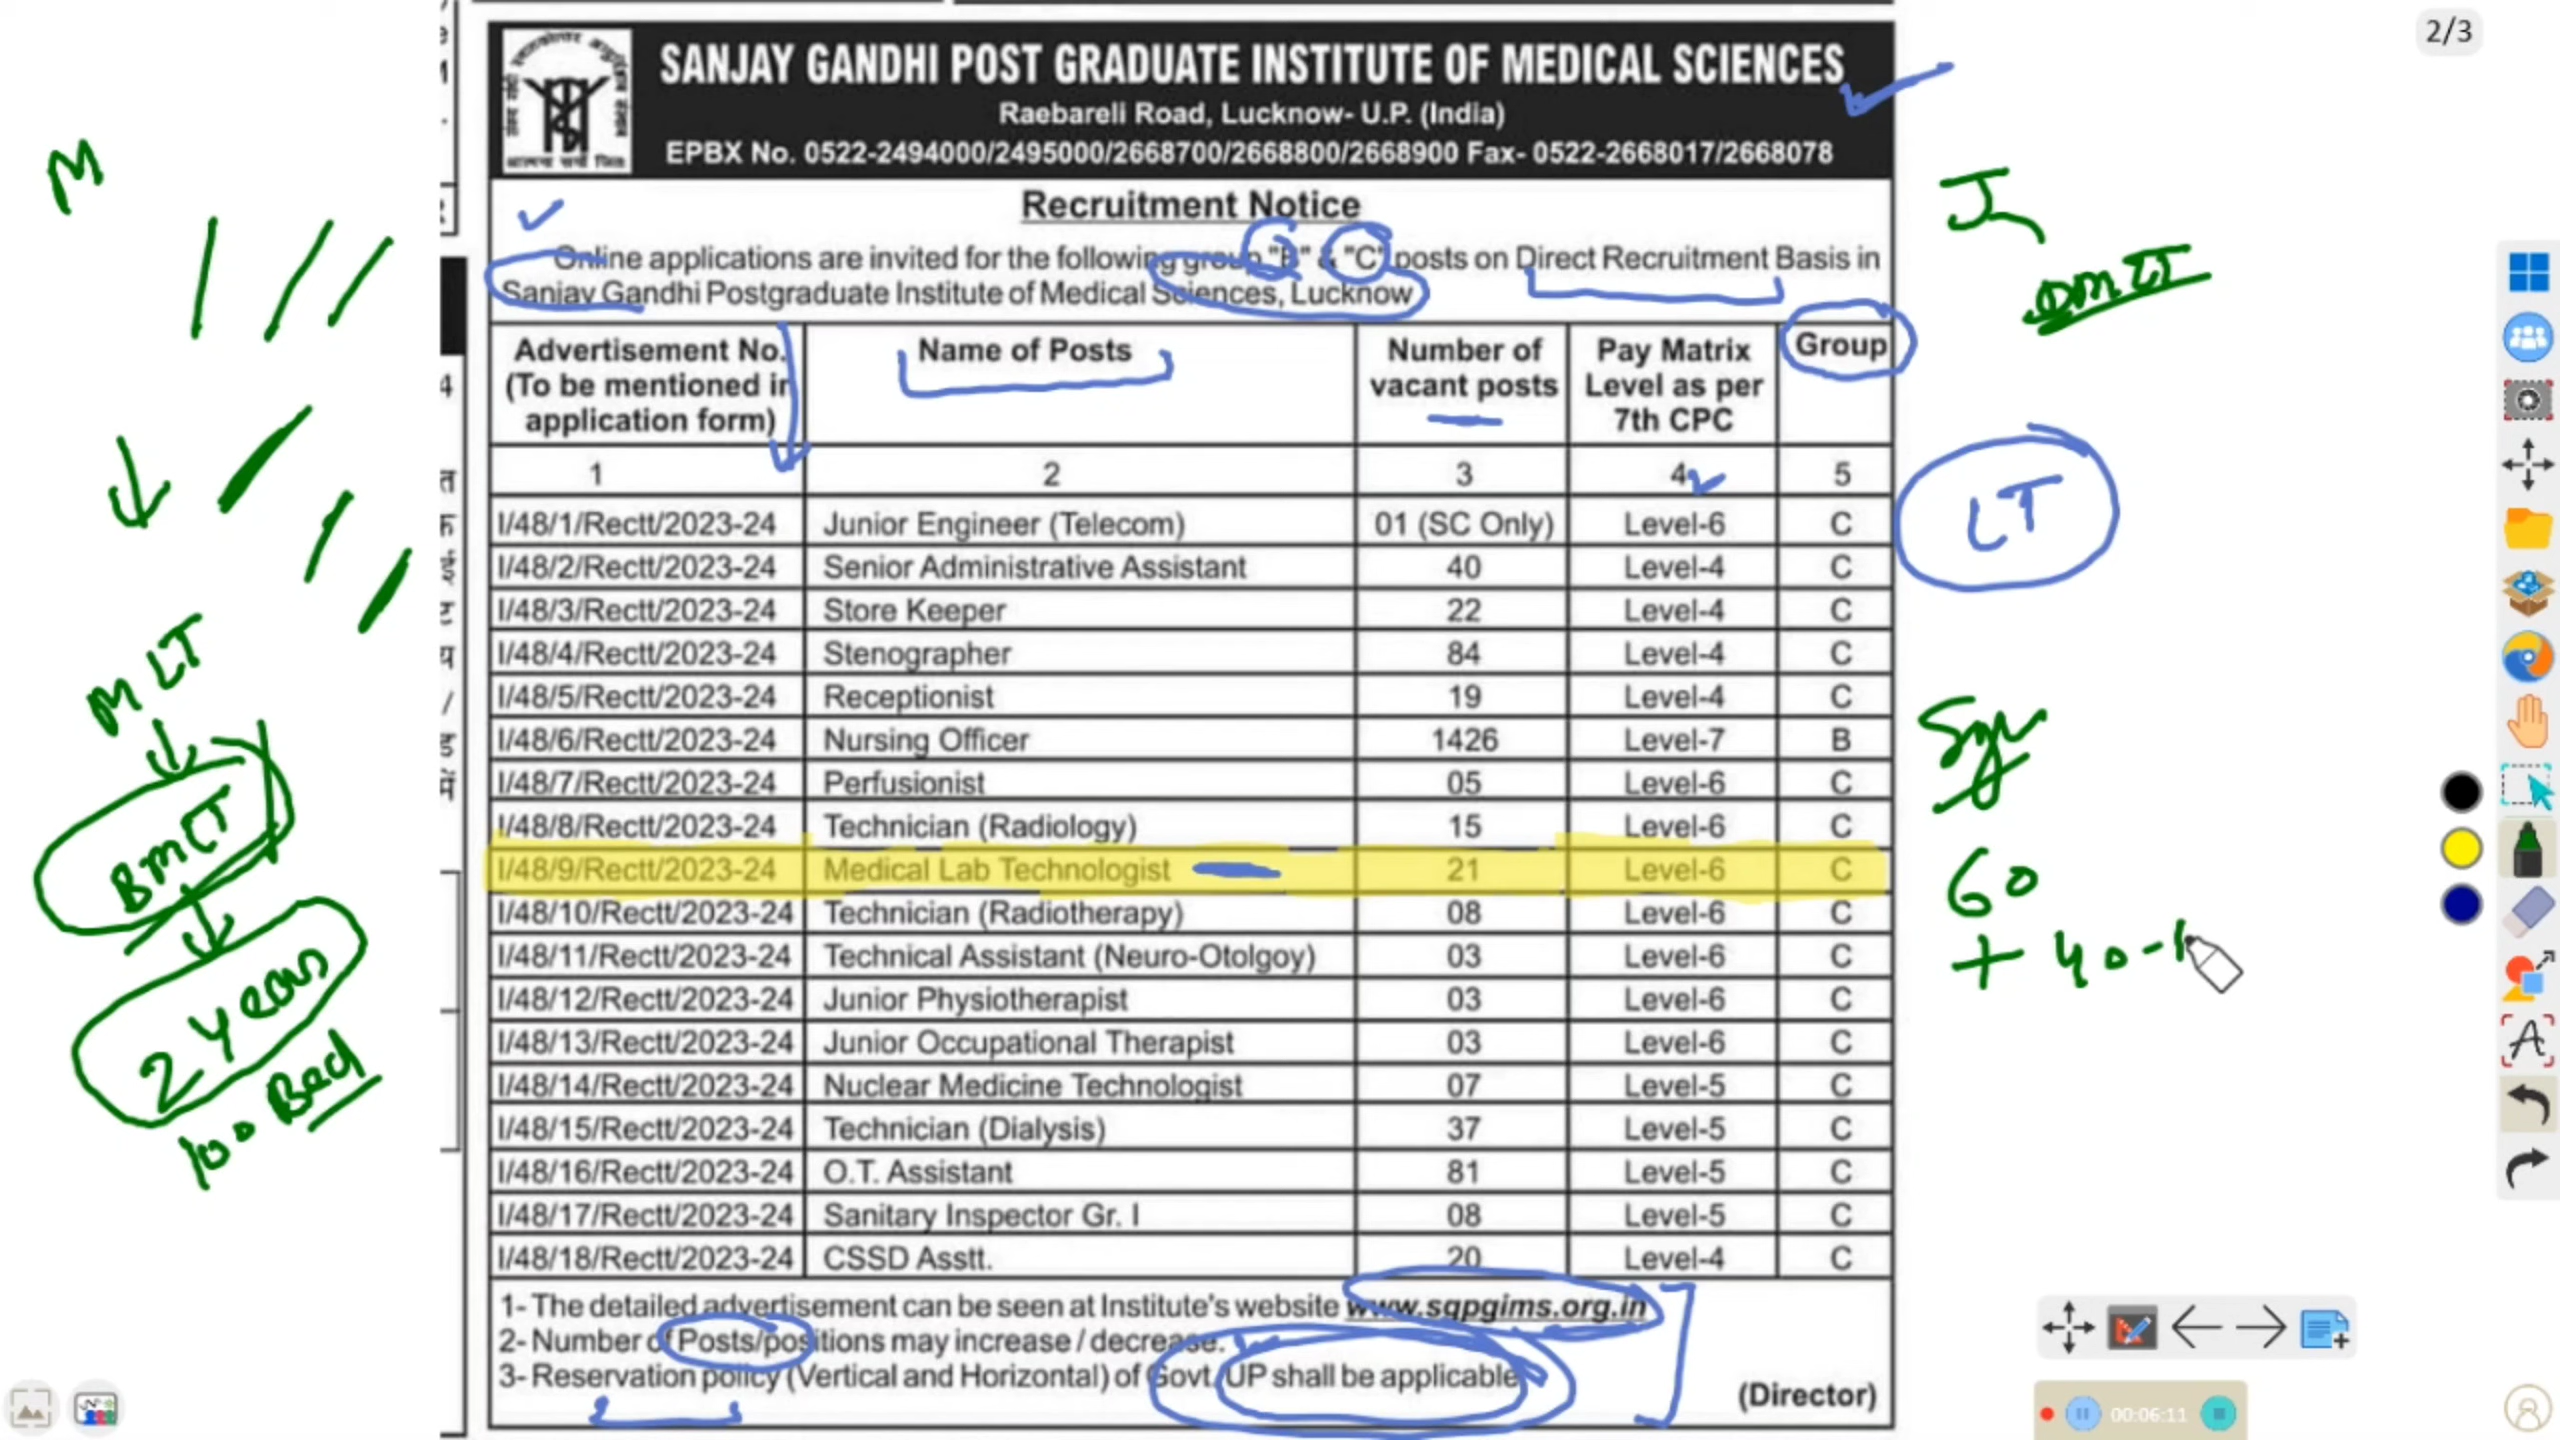 2/3
SANJAY GANDHI POST GRADUATE INSTITUTE OF MEDICAL SCIENCES
Raebareli Road, Lucknow- U.P. (India)
EPBX No. 0522-2494000/2495000/2668700/2668800/2668900 Fax- 0522-2668017/2668078
Recruitment Notice
Online applications are invited for the following group "B" & "C" posts on Direct Recruitment Basis in
Sanjay Gandhi Postgraduate Institute of Medical Sciences, Lucknow
Advertisement No. (To be mentioned in application form) Name of Posts Number of vacant posts Pay Matrix Level as per 7th CPC Group
1 2 3 4 5
I/48/1/Rectt/2023-24 Junior Engineer (Telecom) 01 (SC Only) Level-6 C
I/48/2/Rectt/2023-24 Senior Administrative Assistant 40 Level-4 C
I/48/3/Rectt/2023-24 Store Keeper 22 Level-4 C
I/48/4/Rectt/2023-24 Stenographer 84 Level-4 C
I/48/5/Rectt/2023-24 Receptionist 19 Level-4 C
I/48/6/Rectt/2023-24 Nursing Officer 1426 Level-7 B
I/48/7/Rectt/2023-24 Perfusionist 05 Level-6 C
I/48/8/Rectt/2023-24 Technician (Radiology) 15 Level-6 C
I/48/9/Rectt/2023-24 Medical Lab Technologist 21 Level-6 C
I/48/10/Rectt/2023-24 Technician (Radiotherapy) 08 Level-6 C
I/48/11/Rectt/2023-24 Technical Assistant (Neuro-Otolgoy) 03 Level-6 C
I/48/12/Rectt/2023-24 Junior Physiotherapist 03 Level-6 C
I/48/13/Rectt/2023-24 Junior Occupational Therapist 03 Level-6 C
I/48/14/Rectt/2023-24 Nuclear Medicine Technologist 07 Level-5 C
I/48/15/Rectt/2023-24 Technician (Dialysis) 37 Level-5 C
I/48/16/Rectt/2023-24 O.T. Assistant 81 Level-5 C
I/48/17/Rectt/2023-24 Sanitary Inspector Gr. I 08 Level-5 C
I/48/18/Rectt/2023-24 CSSD Asstt. 20 Level-4 C
1- The detailed advertisement can be seen at Institute's website www.sgpgims.org.in
2- Number of Posts/positions may increase / decrease.
3- Reservation policy (Vertical and Horizontal) of Govt. UP shall be applicable
(Director)
M
MLT
BMLT
2 Years
100 Bed
DMLT
LT
60
+ 40-
00:06:11